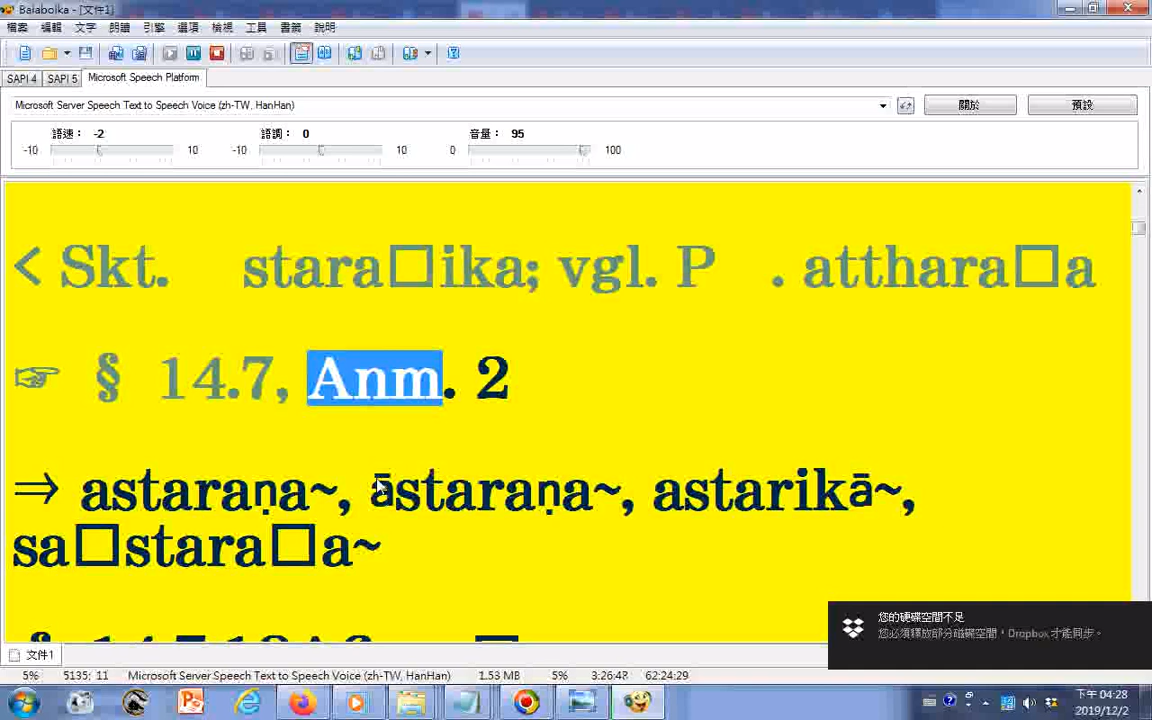 Balabolka - [文件1]
檔案 編輯 文字 朗讀 引擎 選項 檢視 工具 書籤 說明
SAPI 4 SAPI 5 Microsoft Speech Platform
Microsoft Server Speech Text to Speech Voice (zh-TW, HanHan) 關於 預設
語速： -2 語調： 0 音量： 95
-10 10 -10 10 0 100
< Skt. stara□ika; vgl. P . atthara□a
☞ § 14.7, Anm. 2
⇒ astaraṇa~, āstaraṇa~, astarikā~,
sa□stara□a~
您的硬碟空間不足
您必須釋放部分磁碟空間，Dropbox 才能同步。
文件1
5% 5135: 11 Microsoft Server Speech Text to Speech Voice (zh-TW, HanHan) 1.53 MB 5% 3:26:48 62:24:29
下午 04:28
2019/12/2